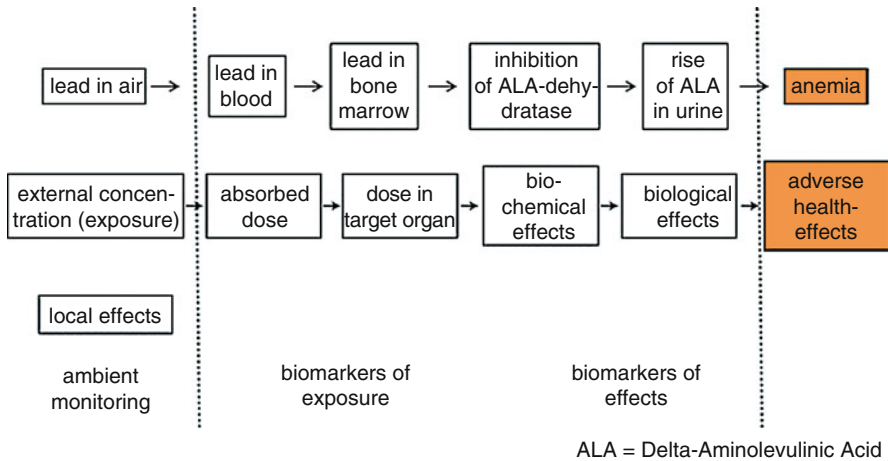 lead in air
lead in
blood
lead in
bone
marrow
inhibition
of ALA-dehy-
dratase
rise
of ALA
in urine
anemia
external concen-
tration (exposure)
absorbed
dose
dose in
target organ
bio-
chemical
effects
biological
effects
adverse
health-
effects
local effects
ambient
monitoring
biomarkers of
exposure
biomarkers of
effects
ALA = Delta-Aminolevulinic Acid